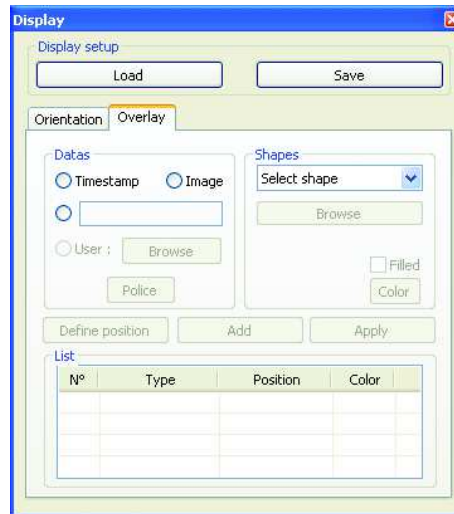 Display
Display setup
Load Save
Orientation Overlay
Datas Shapes
Timestamp Image Select shape
Browse
User : Browse
Filled
Police Color
Define position Add Apply
List
N° Type Position Color